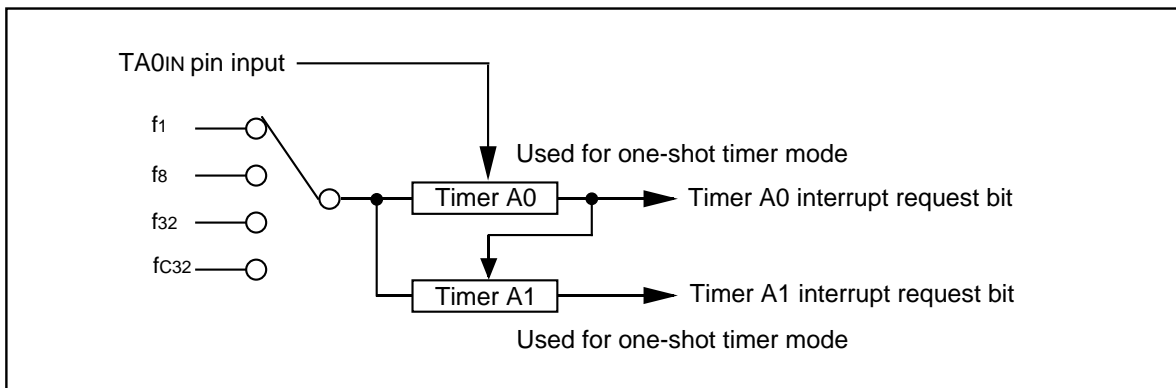 TA0IN pin input
f1
f8
f32
fC32
Used for one-shot timer mode
Timer A0
Timer A0 interrupt request bit
Timer A1
Timer A1 interrupt request bit
Used for one-shot timer mode